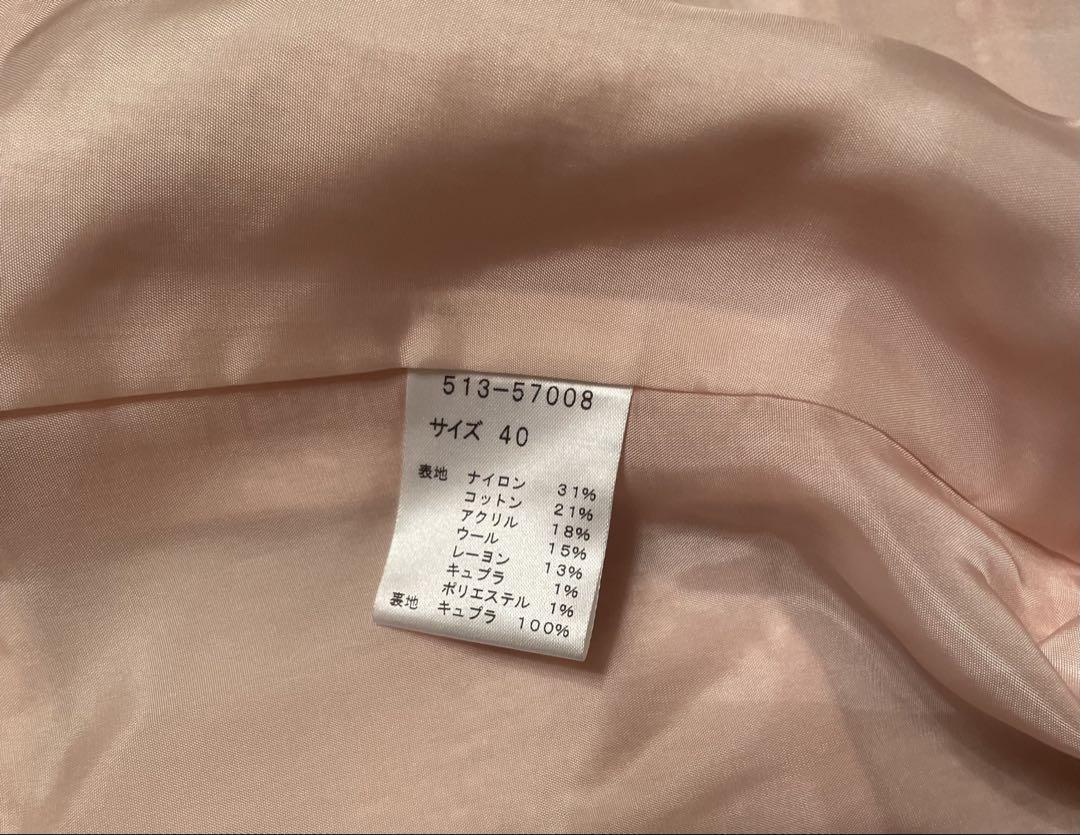 513-57008
サイズ 40
表地 ナイロン 31%
コットン 21%
アクリル 18%
ウール 15%
レーヨン 13%
キュプラ 1%
ポリエステル 1%
裏地 キュプラ 100%